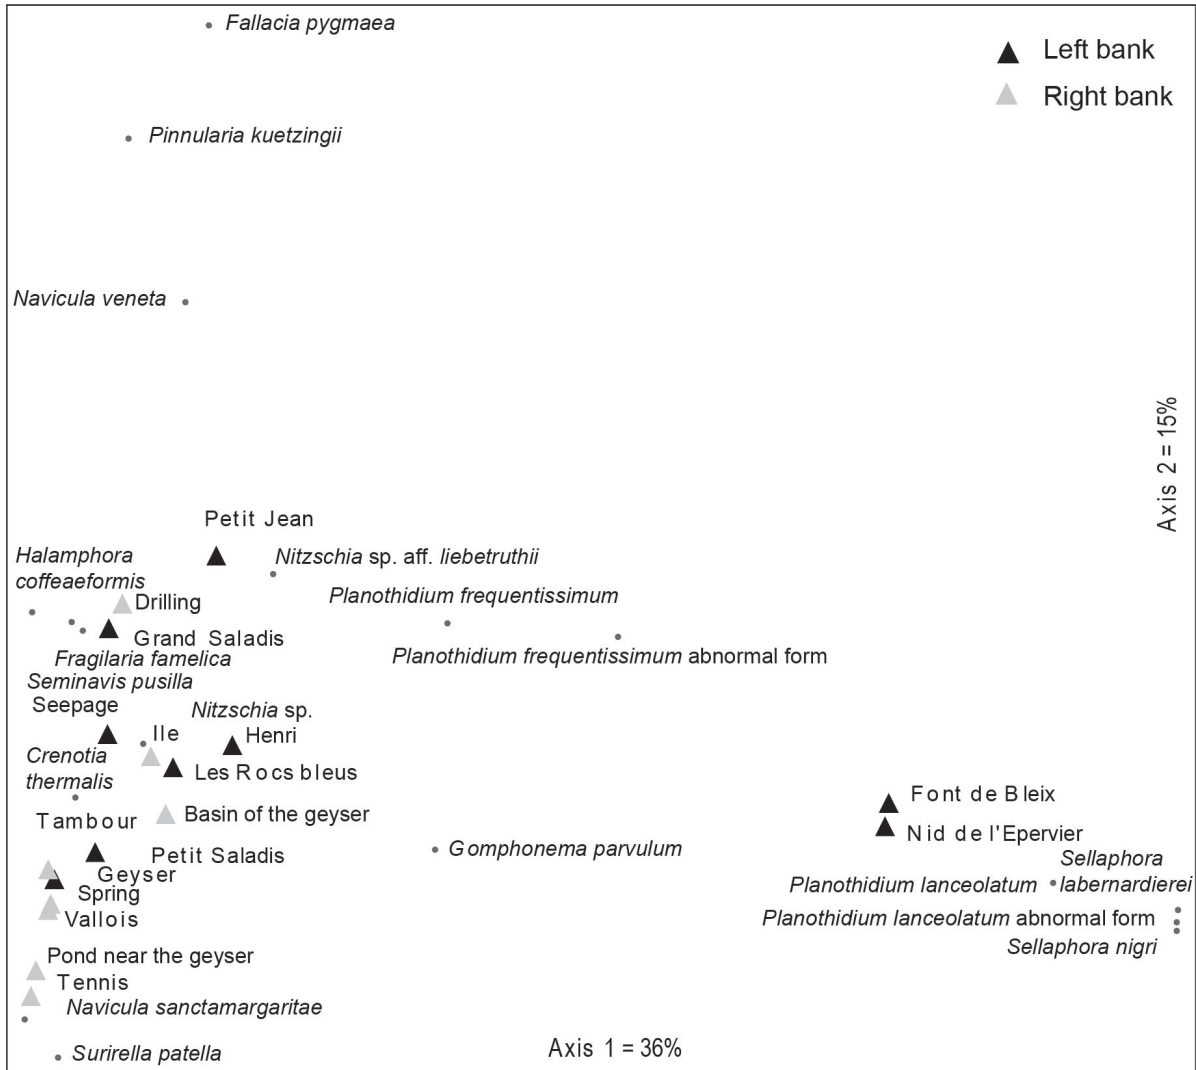 Fallacia pygmaea
Left bank
Right bank
Pinnularia kuetzingii
Navicula veneta
Axis 2 = 15%
Petit Jean
Halamphora
coffeaeformis
Nitzschia sp. aff. liebetruthii
Drilling
Planothidium frequentissimum
Grand Saladis
Fragilaria famelica
Planothidium frequentissimum abnormal form
Seminavis pusilla
Seepage
Nitzschia sp.
Ile
Henri
Crenotia
thermalis
Les Rocs bleus
Font de Bleix
Tambour
Basin of the geyser
Nid de l'Epervier
Petit Saladis
Gomphonema parvulum
Sellaphora
labernardierei
Geyser
Planothidium lanceolatum
Spring
Vallois
Planothidium lanceolatum abnormal form
Sellaphora nigri
Pond near the geyser
Tennis
Navicula sanctamargaritae
Axis 1 = 36%
Surirella patella